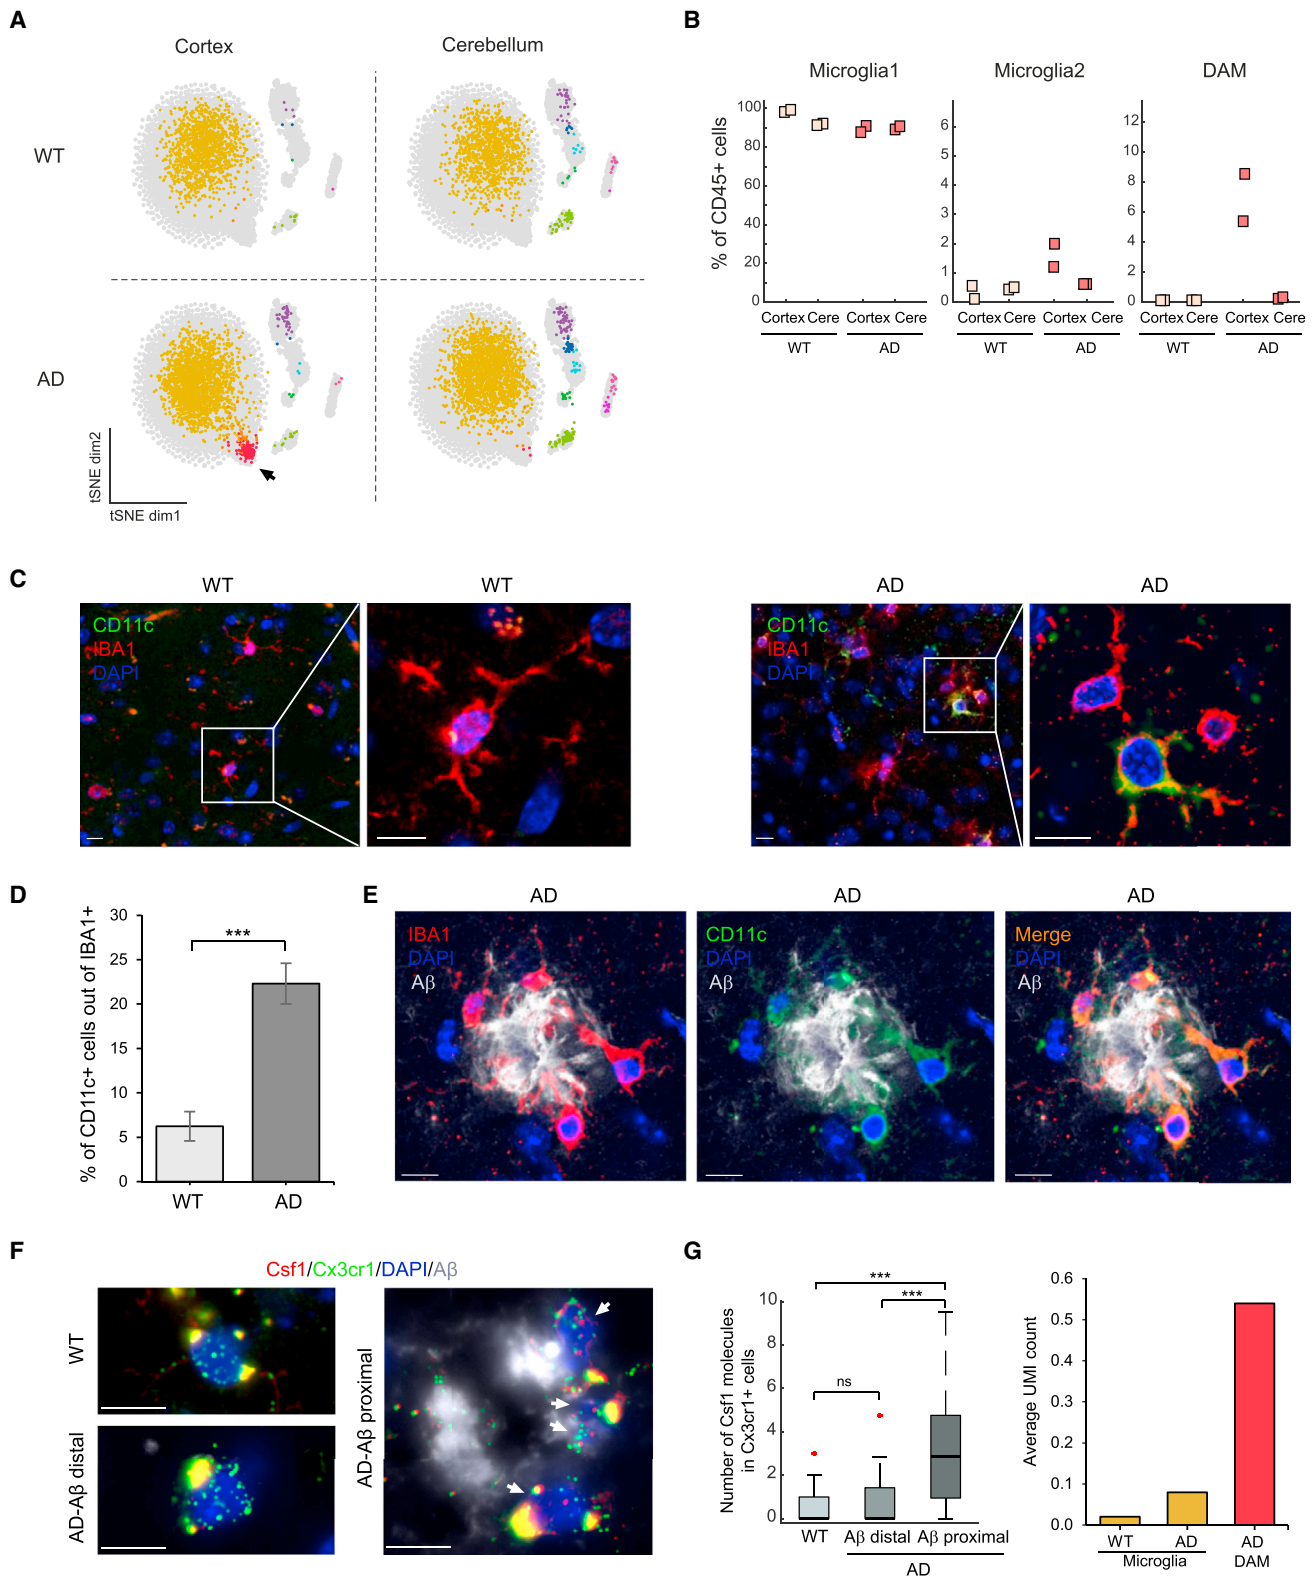 A
Cortex
Cerebellum
WT
AD
tSNE dim2
tSNE dim1
B
Microglia1
Microglia2
DAM
% of CD45+ cells
100
80
60
40
20
0
6
5
4
3
2
1
0
12
10
8
6
4
2
0
Cortex Cere Cortex Cere
WT AD
Cortex Cere Cortex Cere
WT AD
Cortex Cere Cortex Cere
WT AD
C
WT
WT
AD
AD
CD11c
IBA1
DAPI
CD11c
IBA1
DAPI
D
% of CD11c+ cells out of IBA1+
30
25
20
15
10
5
0
***
WT AD
E
AD
AD
AD
IBA1
DAPI
Aβ
CD11c
DAPI
Aβ
Merge
DAPI
Aβ
F
Csf1/Cx3cr1/DAPI/Aβ
WT
AD-Aβ distal
AD-Aβ proximal
G
Number of Csf1 molecules
in Cx3cr1+ cells
10
8
6
4
2
0
***
***
ns
WT Aβ distal Aβ proximal
AD
Average UMI count
0.6
0.5
0.4
0.3
0.2
0.1
0.0
WT AD AD
Microglia DAM